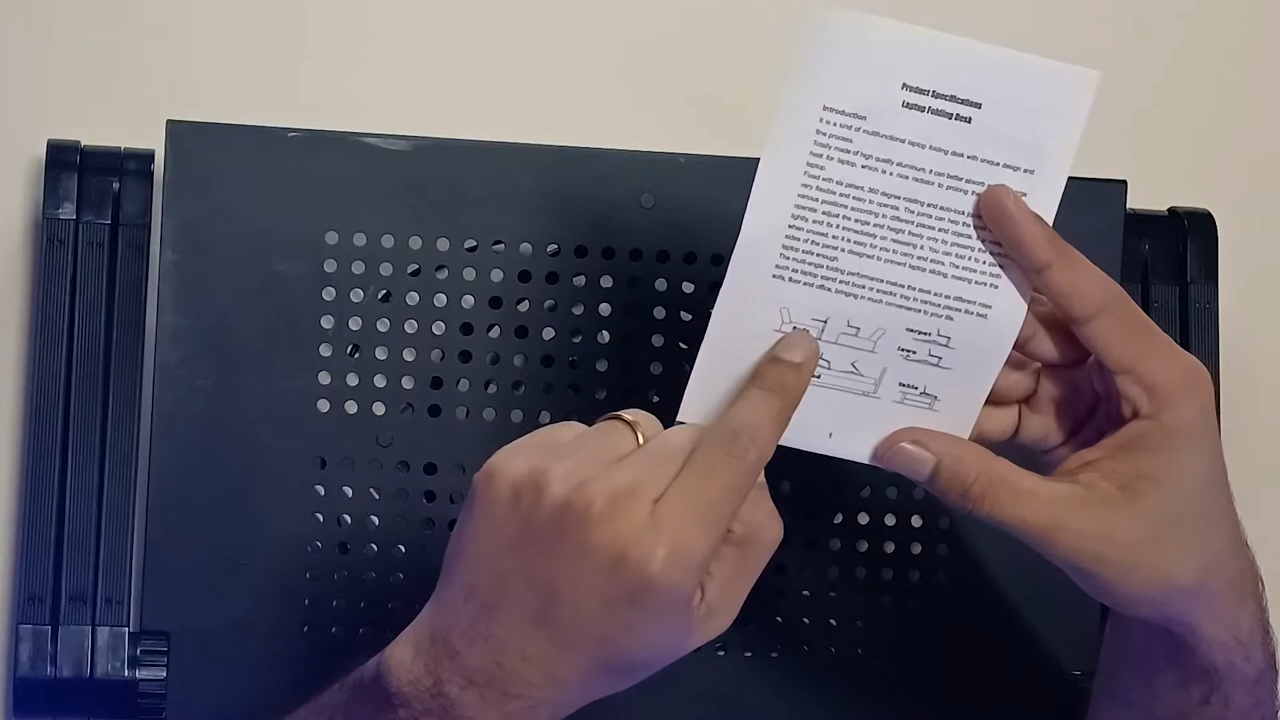 Product Specifications
Laptop Folding Desk
Introduction
It is a kind of multifunctional laptop folding desk with unique design and
fine process.
Totally made of high quality aluminum, it can better absorb
heat for laptop, which is a nice radiator to prolong the
laptop.
Fixed with six patent, 360 degree rotating and auto-lock
very flexible and easy to operate. The joints can help the
various positions according to different places and objects.
operate: adjust the angle and height freely only by pressing the
lightly, and fix it immediately on releasing it. You can fold it to a
when unused, so it is easy for you to carry and store. The stripe on both
sides of the panel is designed to prevent laptop sliding, making sure the
laptop safe enough.
The multi-angle folding performance makes the desk act as different roles
such as laptop stand and book or snacks' tray in various places like bed,
sofa, floor and office, bringing in much convenience to your life.
carpet
lawn
table
1